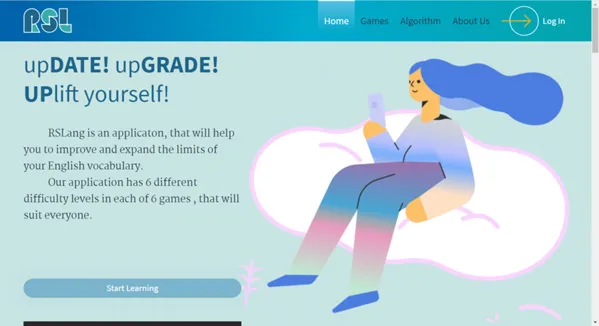 RSL
Home Games Algorithm About Us Log In
upDATE! upGRADE!
UPlift yourself!
RSLang is an applicaton, that will help
you to improve and expand the limits of
your English vocabulary.
Our application has 6 different
difficulty levels in each of 6 games , that will
suit everyone.
Start Learning